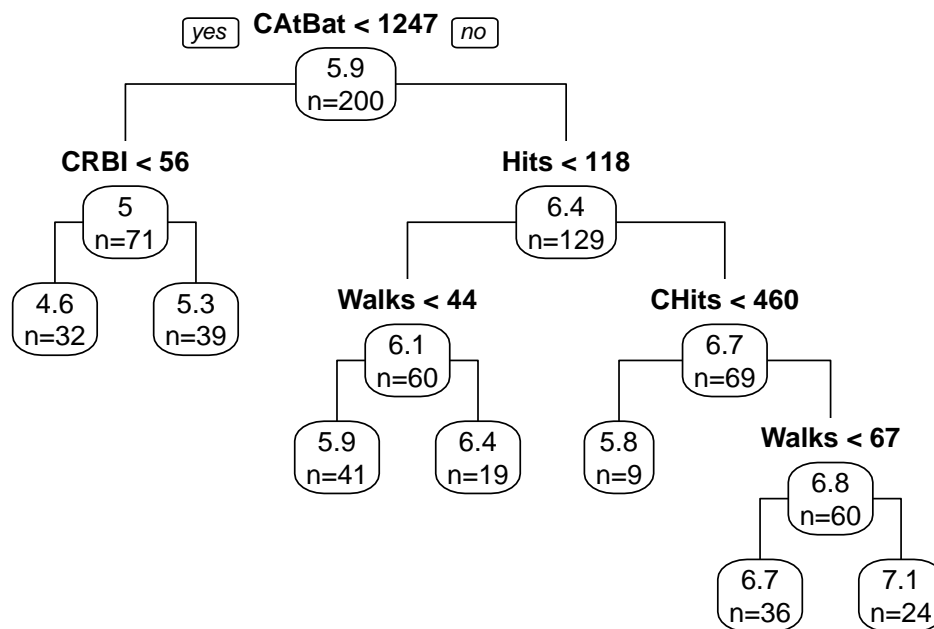 yes CAtBat < 1247 no
5.9
n=200
CRBI < 56
Hits < 118
5
n=71
6.4
n=129
4.6
n=32
5.3
n=39
Walks < 44
CHits < 460
6.1
n=60
6.7
n=69
5.9
n=41
6.4
n=19
5.8
n=9
Walks < 67
6.8
n=60
6.7
n=36
7.1
n=24